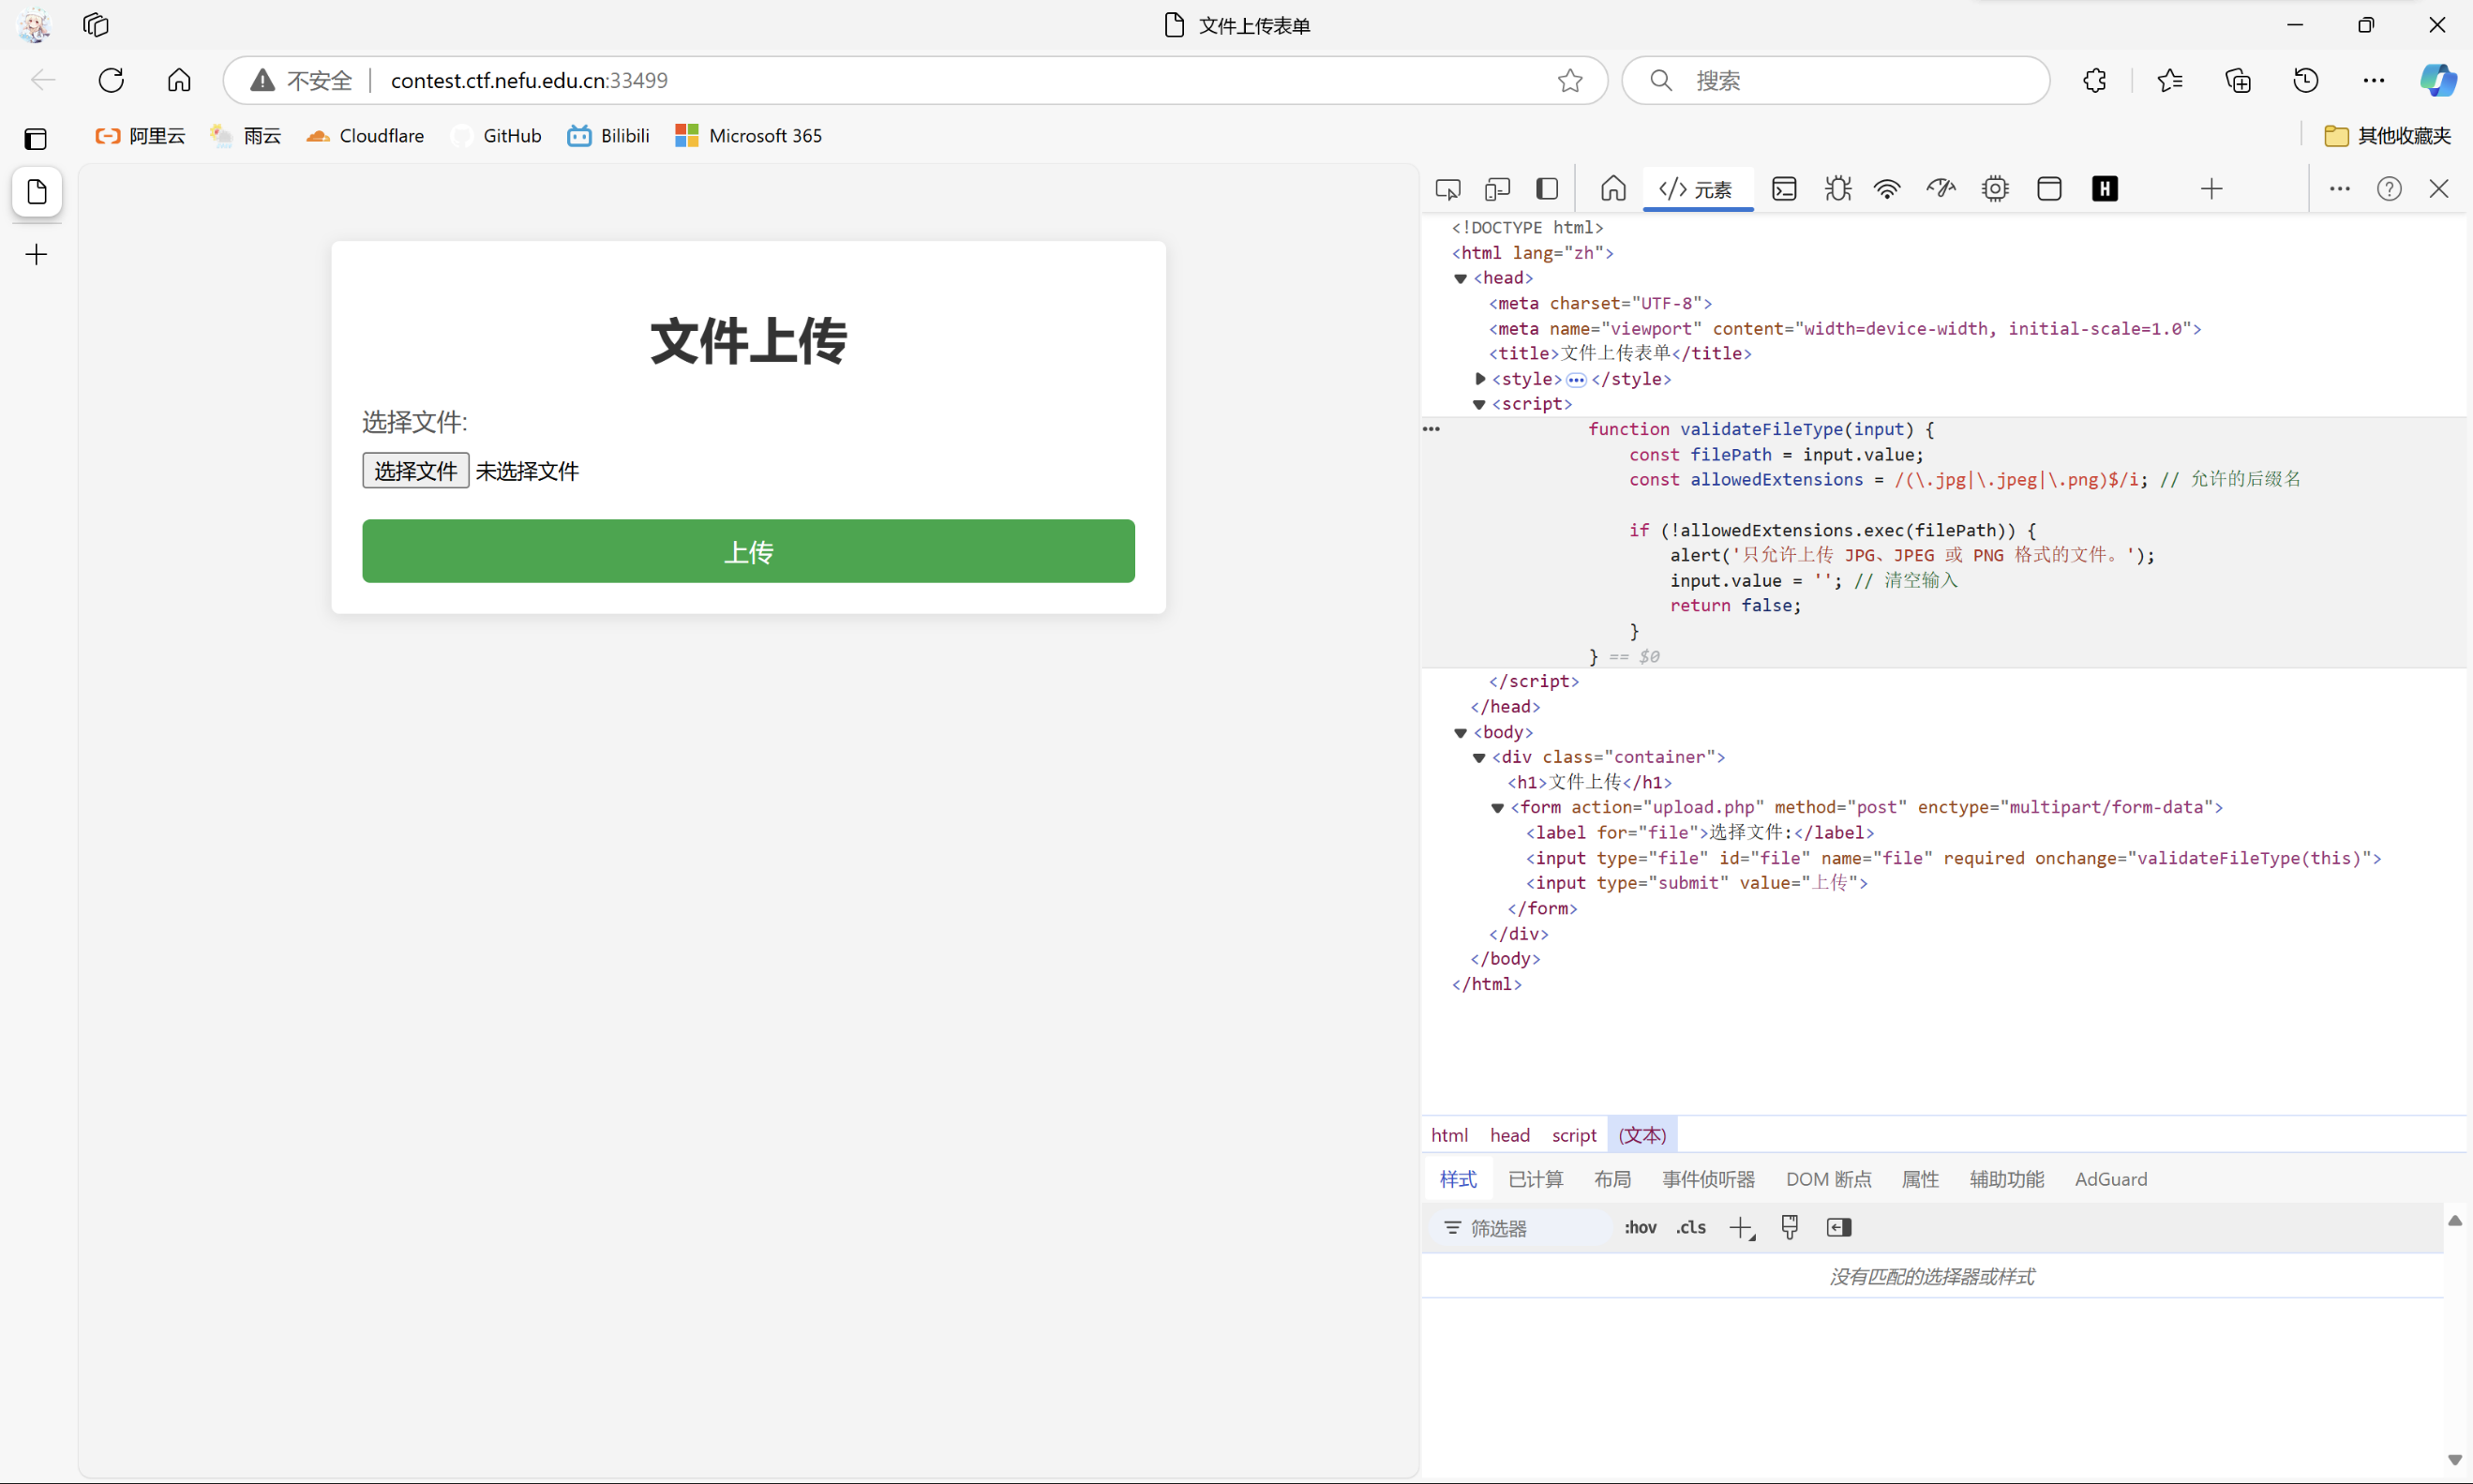 文件上传表单
不安全 contest.ctf.nefu.edu.cn:33499
搜索
阿里云 雨云 Cloudflare GitHub Bilibili Microsoft 365 其他收藏夹
文件上传
选择文件:
选择文件 未选择文件
上传
</> 元素
<!DOCTYPE html>
<html lang="zh">
<head>
<meta charset="UTF-8">
<meta name="viewport" content="width=device-width, initial-scale=1.0">
<title>文件上传表单</title>
<style>…</style>
<script>
function validateFileType(input) {
const filePath = input.value;
const allowedExtensions = /(\.jpg|\.jpeg|\.png)$/i; // 允许的后缀名
if (!allowedExtensions.exec(filePath)) {
alert('只允许上传 JPG、JPEG 或 PNG 格式的文件。');
input.value = ''; // 清空输入
return false;
}
} == $0
</script>
</head>
<body>
<div class="container">
<h1>文件上传</h1>
<form action="upload.php" method="post" enctype="multipart/form-data">
<label for="file">选择文件:</label>
<input type="file" id="file" name="file" required onchange="validateFileType(this)">
<input type="submit" value="上传">
</form>
</div>
</body>
</html>
html head script (文本)
样式 已计算 布局 事件侦听器 DOM 断点 属性 辅助功能 AdGuard
筛选器 :hov .cls
没有匹配的选择器或样式